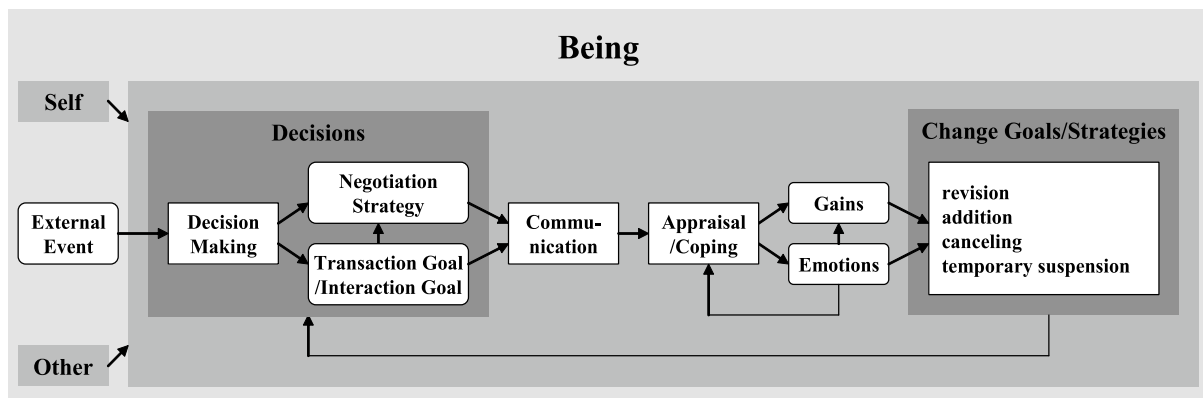 Being
Self
Decisions
Change Goals/Strategies
External
Event
Decision
Making
Negotiation
Strategy
Transaction Goal
/Interaction Goal
Commu-
nication
Appraisal
/Coping
Gains
Emotions
revision
addition
canceling
temporary suspension
Other